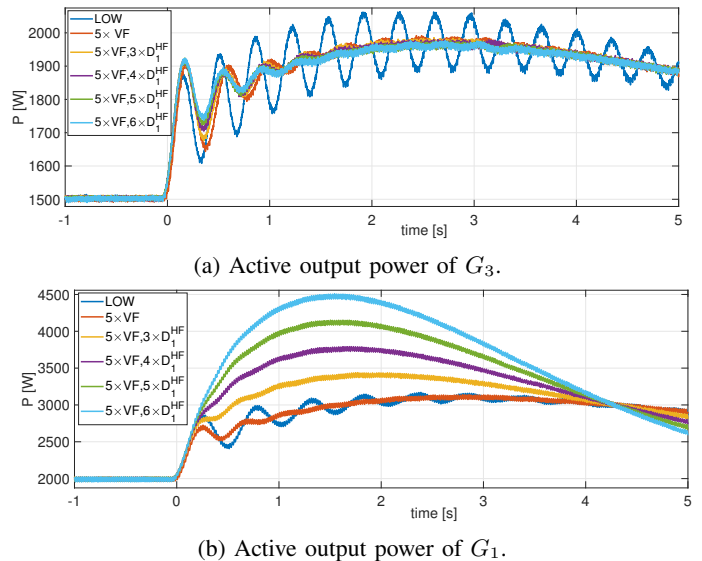 LOW
5× VF
5×VF,3×D₁ᴴᶠ
5×VF,4×D₁ᴴᶠ
5×VF,5×D₁ᴴᶠ
5×VF,6×D₁ᴴᶠ
P [W]
2000
1900
1800
1700
1600
1500
-1 0 1 2 3 4 5
time [s]
(a) Active output power of G₃.
LOW
5×VF
5×VF,3×D₁ᴴᶠ
5×VF,4×D₁ᴴᶠ
5×VF,5×D₁ᴴᶠ
5×VF,6×D₁ᴴᶠ
P [W]
4500
4000
3500
3000
2500
2000
-1 0 1 2 3 4 5
time [s]
(b) Active output power of G₁.